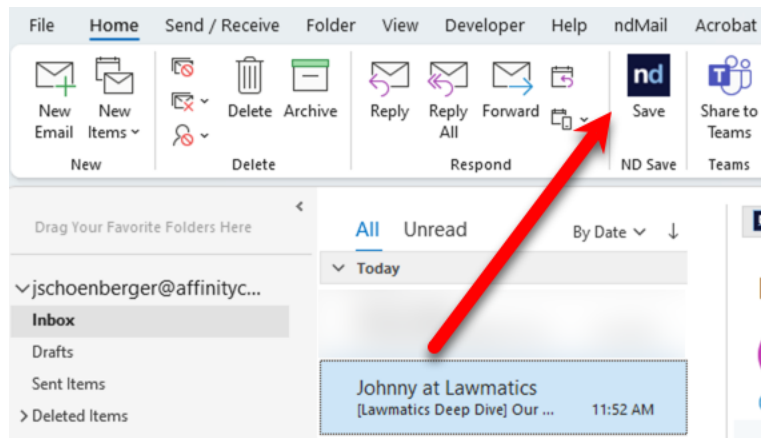 File Home Send / Receive Folder View Developer Help ndMail Acrobat
nd
New Email
New Items
Delete Archive
Reply
Reply All
Forward
Save
Share to Teams
New Delete Respond ND Save Teams
Drag Your Favorite Folders Here
All Unread By Date
Today
jschoenberger@affinityc...
Inbox
Drafts
Sent Items
Deleted Items
Johnny at Lawmatics
[Lawmatics Deep Dive] Our ... 11:52 AM